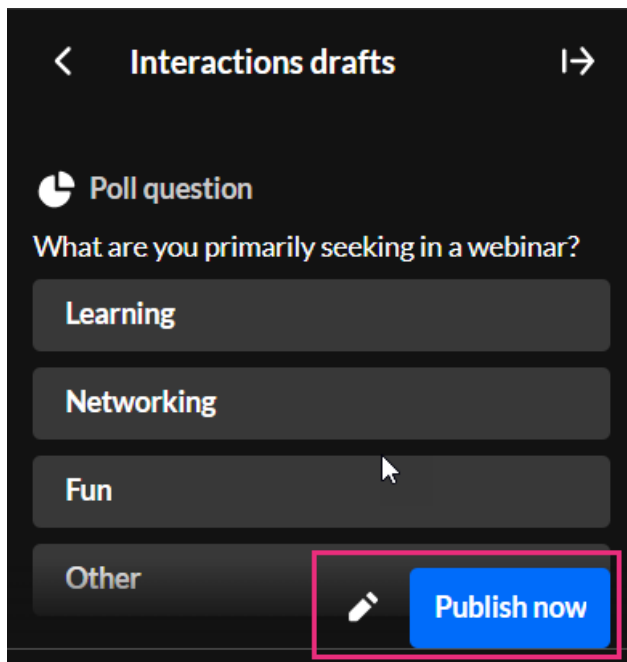 Interactions drafts
Poll question
What are you primarily seeking in a webinar?
Learning
Networking
Fun
Other
Publish now